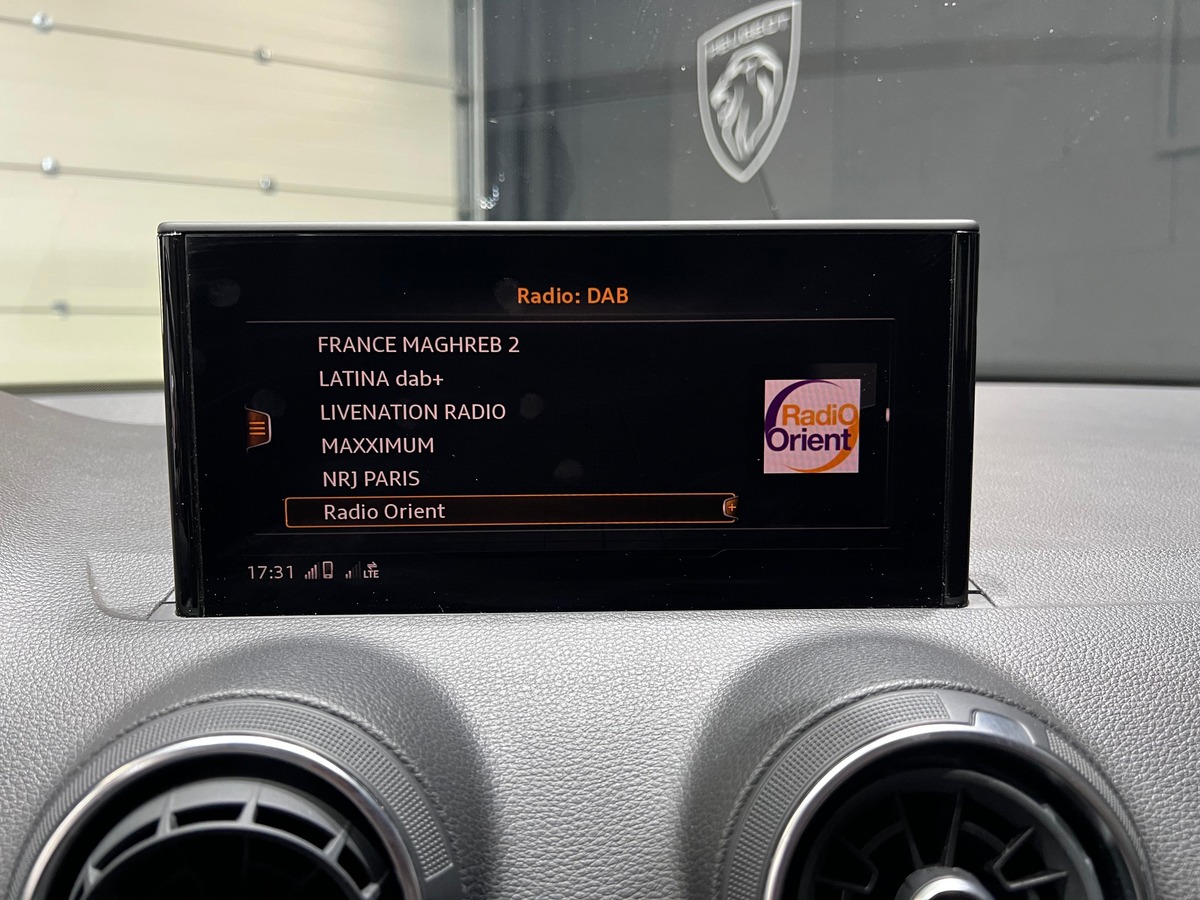 PEUGEOT
Radio: DAB
FRANCE MAGHREB 2
LATINA dab+
LIVENATION RADIO
MAXXIMUM
NRJ PARIS
Radio Orient
RadiO
Orient
17:31 LTE